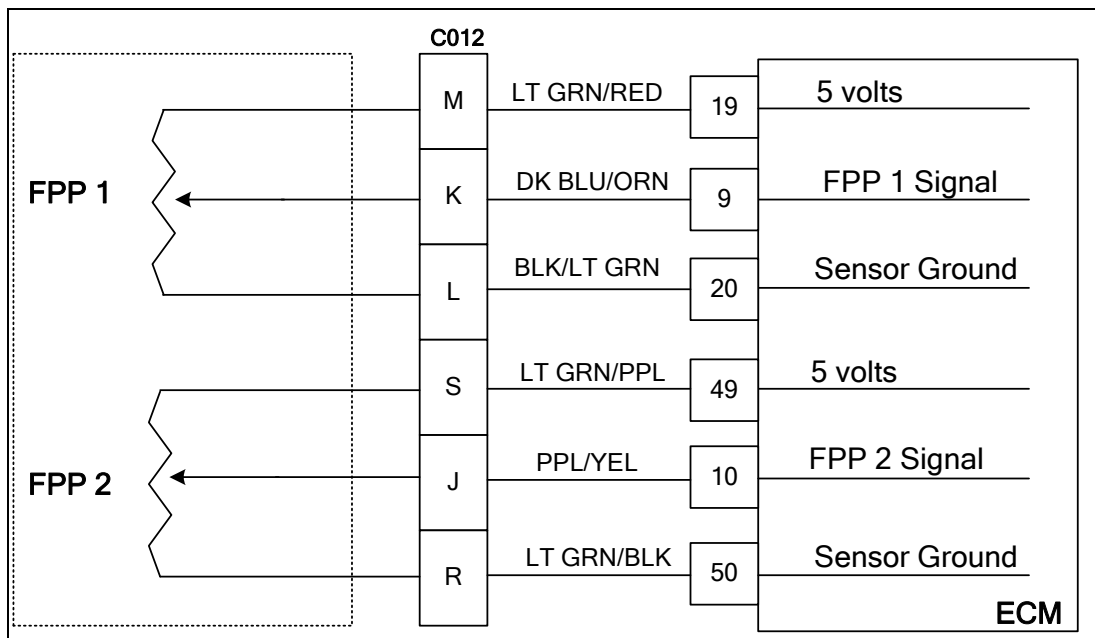 C012
FPP 1
M LT GRN/RED 19 5 volts
K DK BLU/ORN 9 FPP 1 Signal
L BLK/LT GRN 20 Sensor Ground
FPP 2
S LT GRN/PPL 49 5 volts
J PPL/YEL 10 FPP 2 Signal
R LT GRN/BLK 50 Sensor Ground
ECM